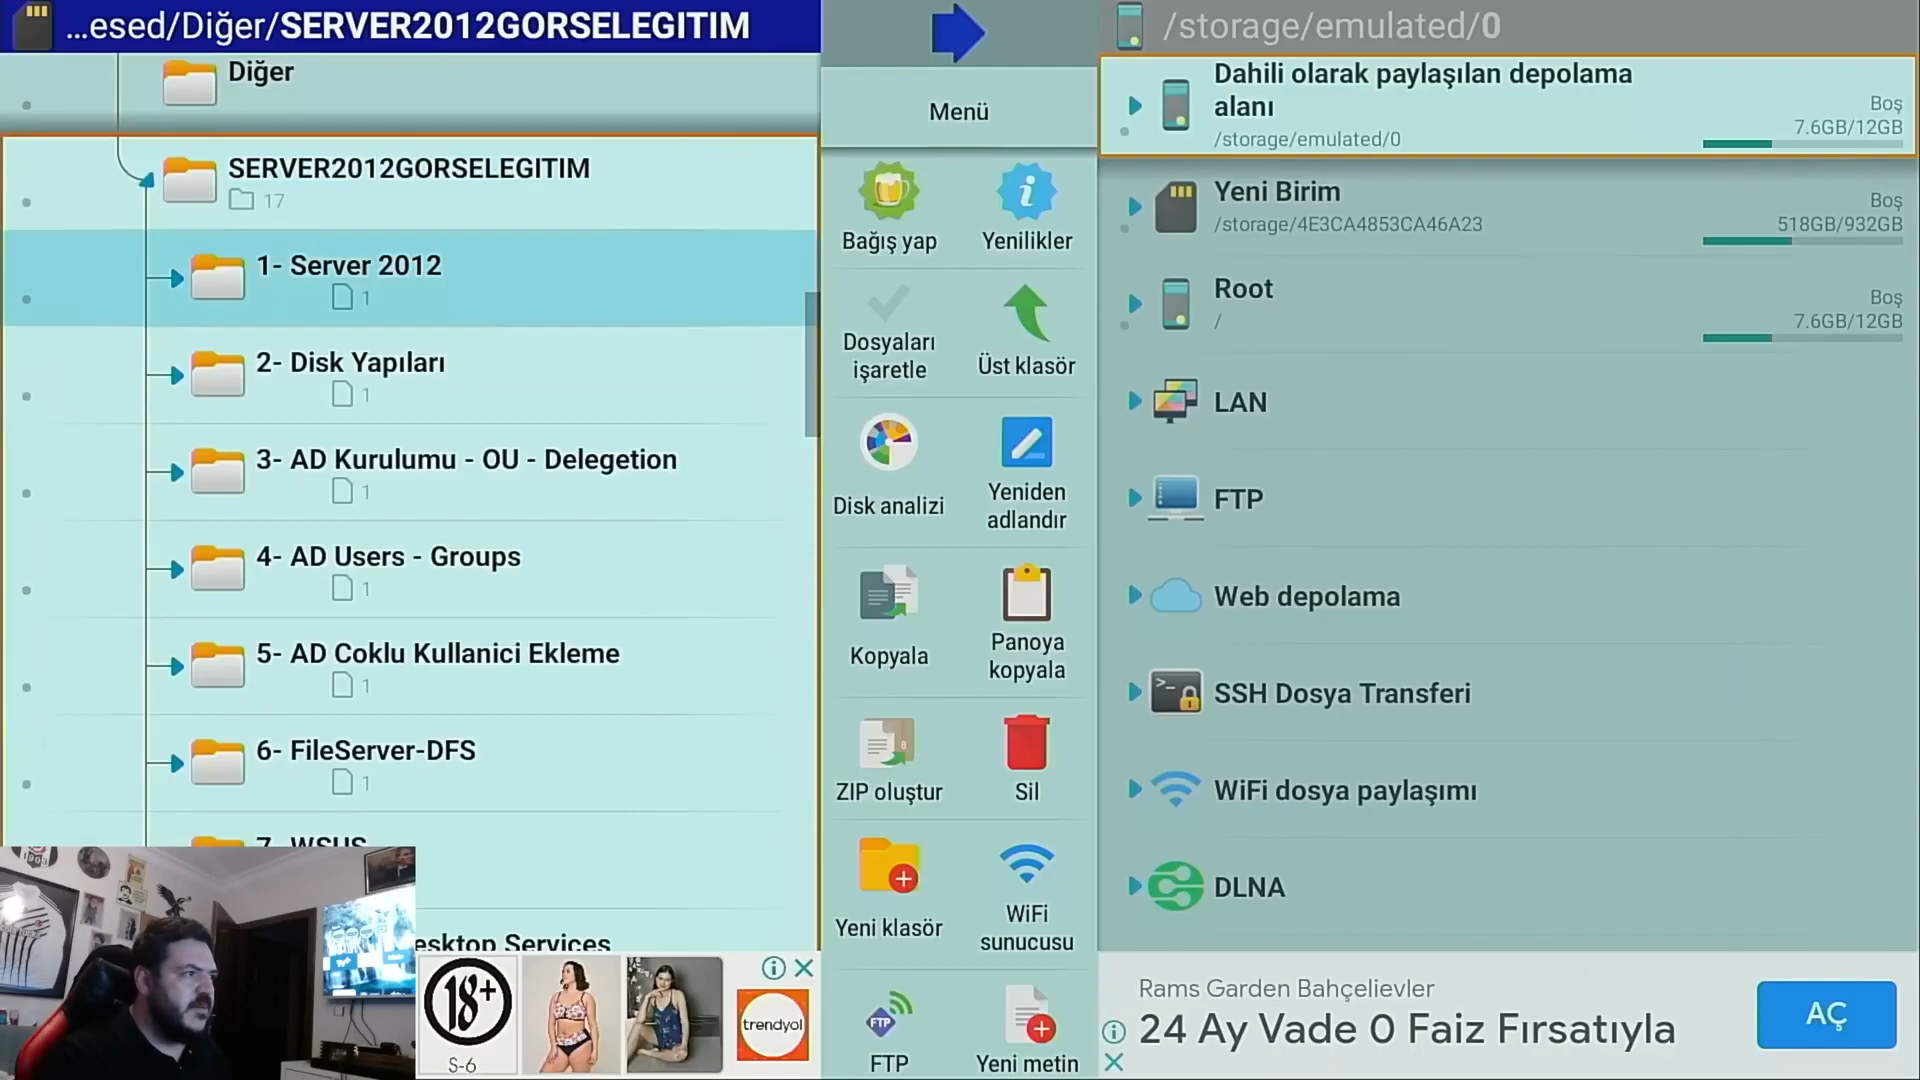 ...esed/Diğer/SERVER2012GORSELEGITIM
Diğer
SERVER2012GORSELEGITIM
17
1- Server 2012
1
2- Disk Yapıları
1
3- AD Kurulumu - OU - Delegetion
1
4- AD Users - Groups
1
5- AD Coklu Kullanici Ekleme
1
6- FileServer-DFS
1
7- WSUS
esktop Services
1903
18+
S-6
trendyol
Menü
Bağış yap
Yenilikler
Dosyaları işaretle
Üst klasör
Disk analizi
Yeniden adlandır
Kopyala
Panoya kopyala
ZIP oluştur
Sil
Yeni klasör
WiFi sunucusu
FTP
FTP
Yeni metin
/storage/emulated/0
Dahili olarak paylaşılan depolama
alanı
/storage/emulated/0
Boş
7.6GB/12GB
Yeni Birim
/storage/4E3CA4853CA46A23
Boş
518GB/932GB
Root
/
Boş
7.6GB/12GB
LAN
FTP
Web depolama
SSH Dosya Transferi
WiFi dosya paylaşımı
DLNA
Rams Garden Bahçelievler
24 Ay Vade 0 Faiz Fırsatıyla
AÇ